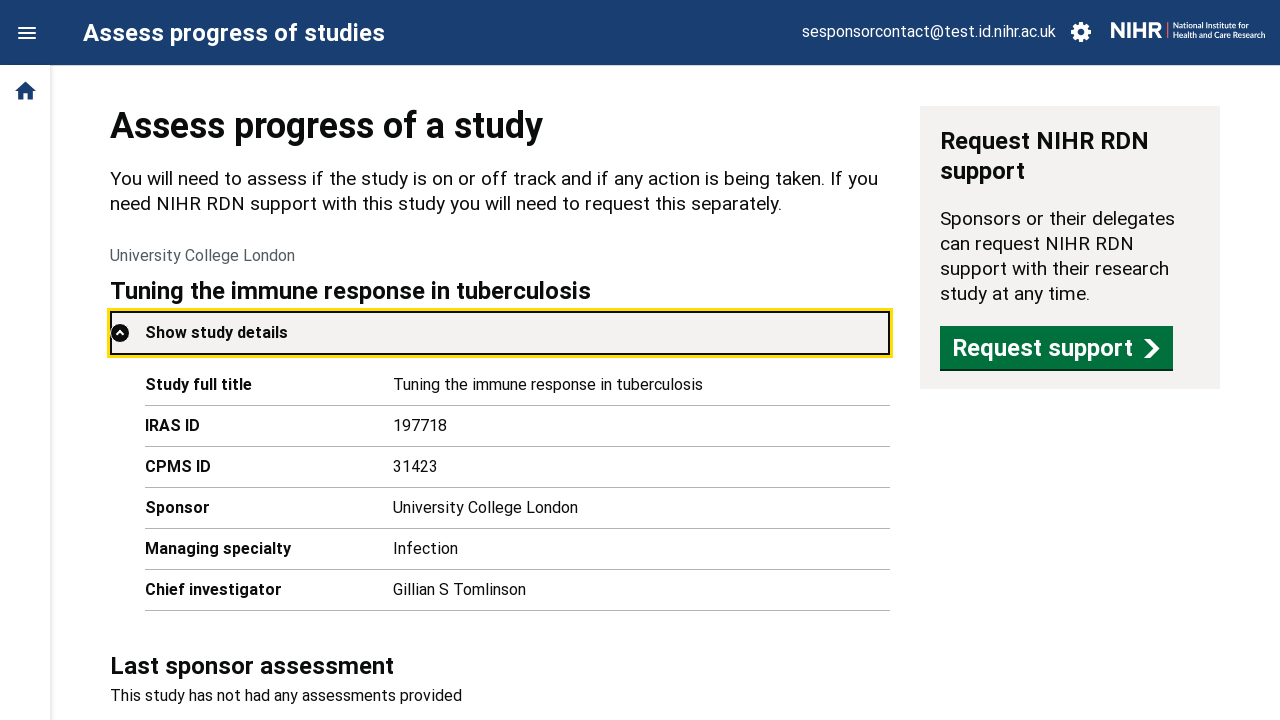 Assess progress of studies
sesponsorcontact@test.id.nihr.ac.uk
NIHR
National Institute for
Health and Care Research
Assess progress of a study
You will need to assess if the study is on or off track and if any action is being taken. If you
need NIHR RDN support with this study you will need to request this separately.
University College London
Tuning the immune response in tuberculosis
Show study details
Study full title Tuning the immune response in tuberculosis
IRAS ID 197718
CPMS ID 31423
Sponsor University College London
Managing specialty Infection
Chief investigator Gillian S Tomlinson
Last sponsor assessment
This study has not had any assessments provided
Request NIHR RDN
support
Sponsors or their delegates
can request NIHR RDN
support with their research
study at any time.
Request support